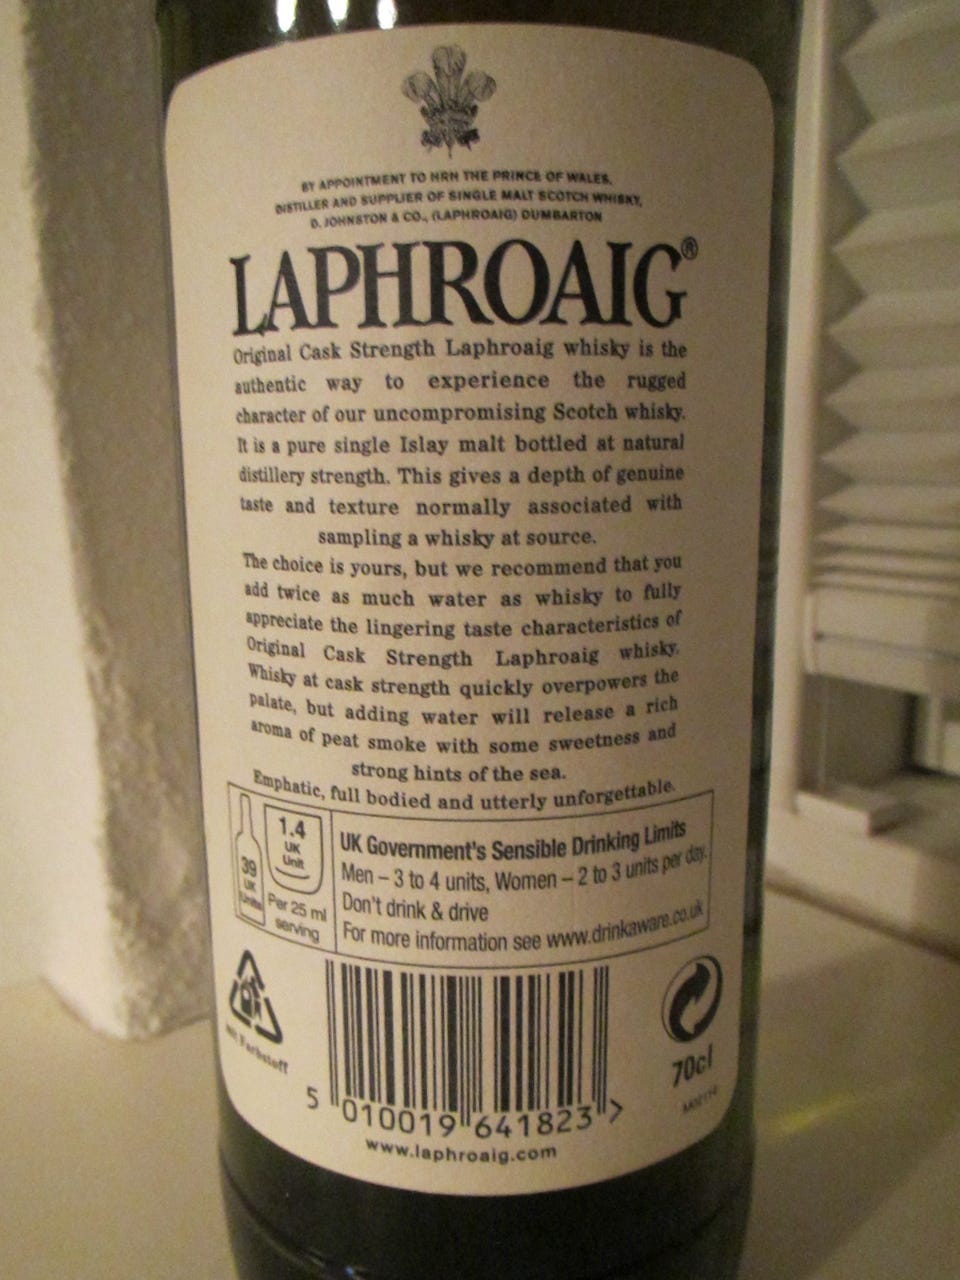 BY APPOINTMENT TO HRH THE PRINCE OF WALES,
DISTILLER AND SUPPLIER OF SINGLE MALT SCOTCH WHISKY,
D. JOHNSTON & CO., (LAPHROAIG) DUMBARTON
LAPHROAIG®
Original Cask Strength Laphroaig whisky is the
authentic way to experience the rugged
character of our uncompromising Scotch whisky.
It is a pure single Islay malt bottled at natural
distillery strength. This gives a depth of genuine
taste and texture normally associated with
sampling a whisky at source.
The choice is yours, but we recommend that you
add twice as much water as whisky to fully
appreciate the lingering taste characteristics of
Original Cask Strength Laphroaig whisky.
Whisky at cask strength quickly overpowers the
palate, but adding water will release a rich
aroma of peat smoke with some sweetness and
strong hints of the sea.
Emphatic, full bodied and utterly unforgettable.
39
UK
Units
1.4
UK
Unit
Per 25 ml
serving
UK Government's Sensible Drinking Limits
Men – 3 to 4 units, Women – 2 to 3 units per day.
Don't drink & drive
For more information see www.drinkaware.co.uk
mit Farbstoff
70cl
5 010019 641823 >
www.laphroaig.com